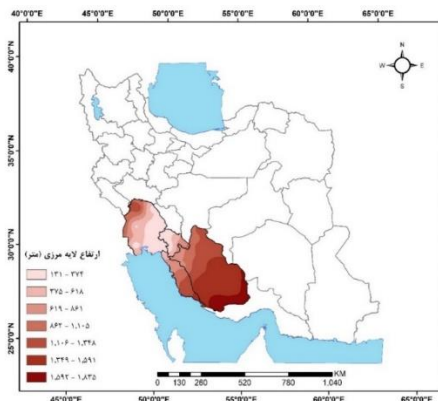 40°0'0"E 45°0'0"E 50°0'0"E 55°0'0"E 60°0'0"E 65°0'0"E
40°0'0"N
35°0'0"N
30°0'0"N
25°0'0"N
N
W E
S
ارتفاع لایه مرزی (متر)
۱۳۱ - ۳۷۴
۳۷۵ - ۶۱۸
۶۱۹ - ۸۶۱
۸۶۲ - ۱,۱۰۵
۱,۱۰۶ - ۱,۳۴۸
۱,۳۴۹ - ۱,۵۹۱
۱,۵۹۲ - ۱,۸۳۵
KM
0 130 260 520 780 1,040
45°0'0"E 50°0'0"E 55°0'0"E 60°0'0"E